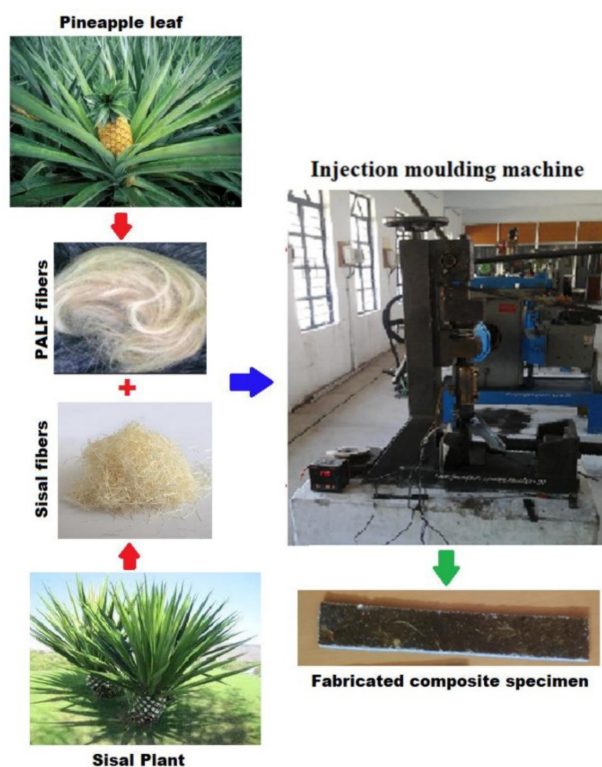 Pineapple leaf
Injection moulding machine
PALF fibers
+
Sisal fibers
Fabricated composite specimen
Sisal Plant